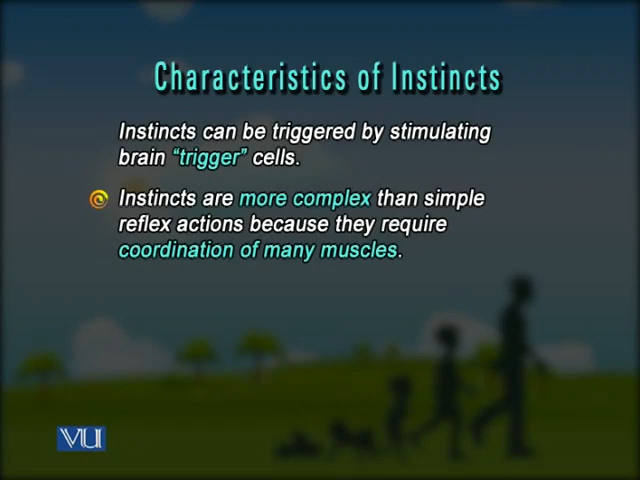 Characteristics of Instincts
Instincts can be triggered by stimulating
brain "trigger" cells.
Instincts are more complex than simple
reflex actions because they require
coordination of many muscles.
VU